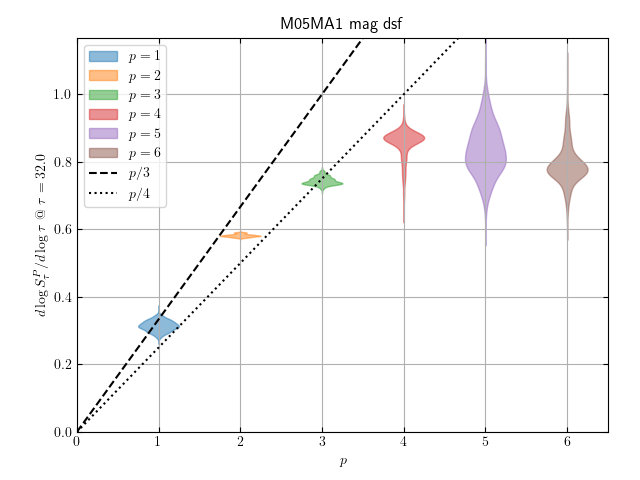 M05MA1 mag dsf
p = 1
p = 2
p = 3
p = 4
p = 5
p = 6
p/3
p/4
d log S_τ^P / d log τ @ τ = 32.0
1.0
0.8
0.6
0.4
0.2
0.0
0 1 2 3 4 5 6
p